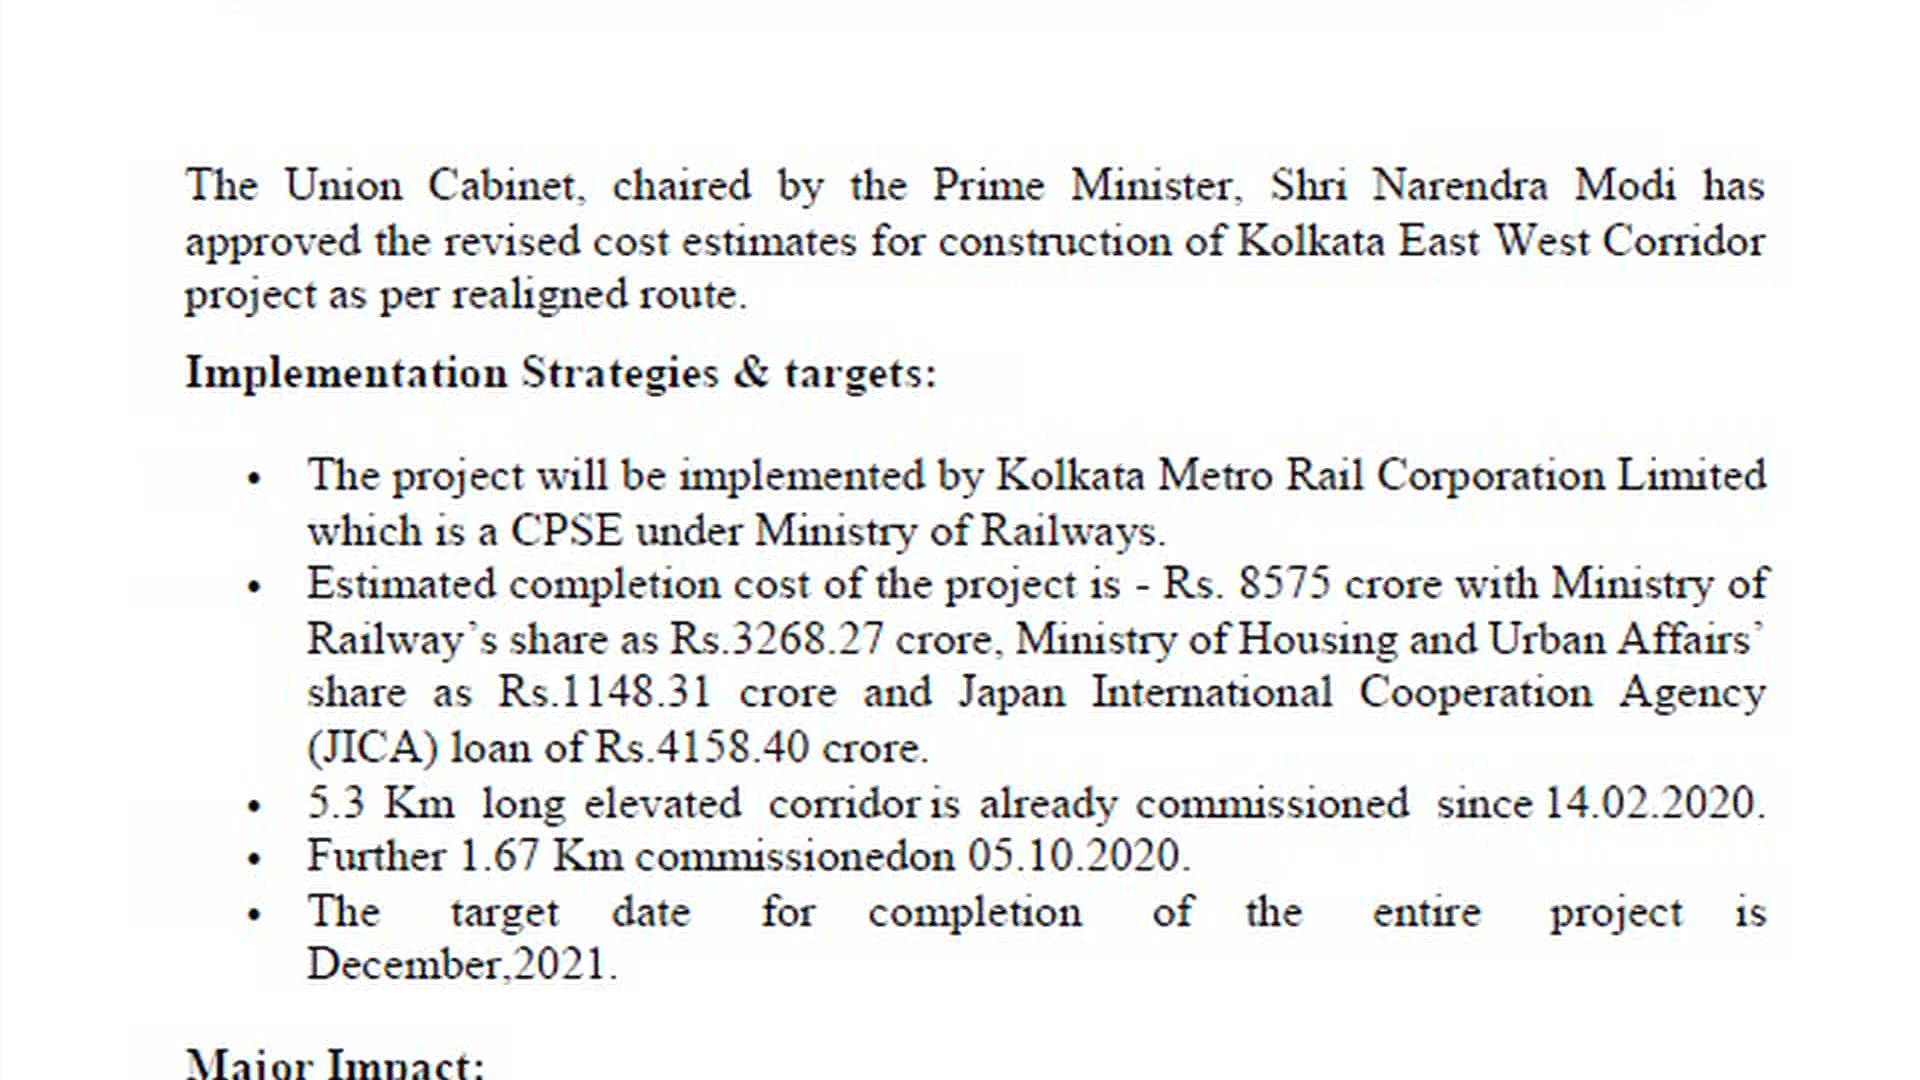 The Union Cabinet, chaired by the Prime Minister, Shri Narendra Modi has
approved the revised cost estimates for construction of Kolkata East West Corridor
project as per realigned route.
Implementation Strategies & targets:
• The project will be implemented by Kolkata Metro Rail Corporation Limited
which is a CPSE under Ministry of Railways.
• Estimated completion cost of the project is - Rs. 8575 crore with Ministry of
Railway’s share as Rs.3268.27 crore, Ministry of Housing and Urban Affairs’
share as Rs.1148.31 crore and Japan International Cooperation Agency
(JICA) loan of Rs.4158.40 crore.
• 5.3 Km long elevated corridor is already commissioned since 14.02.2020.
• Further 1.67 Km commissionedon 05.10.2020.
• The target date for completion of the entire project is
December,2021.
Major Impact: